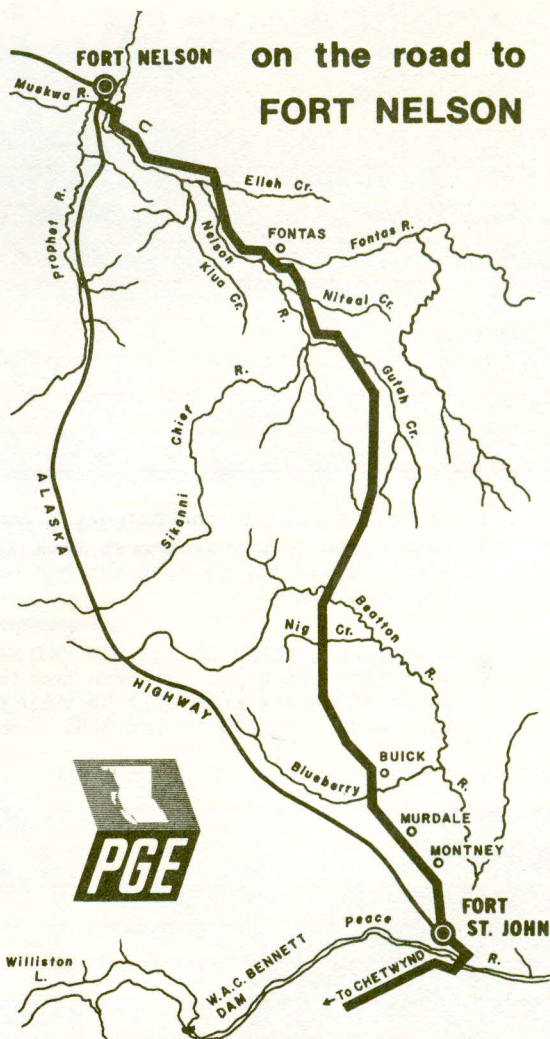 on the road to
FORT NELSON
FORT NELSON
Muskwa R.
Prophet R.
Elleh Cr.
FONTAS
Fontas R.
Nelson R.
Klua Cr.
Niteal Cr.
Gutah Cr.
Sikanni Chief R.
ALASKA HIGHWAY
Beatton R.
Nig Cr.
BUICK
Blueberry R.
MURDALE
MONTNEY
PGE
FORT
ST. JOHN
Peace R.
W.A.C. BENNETT
DAM
Williston
L.
←TO CHETWYND